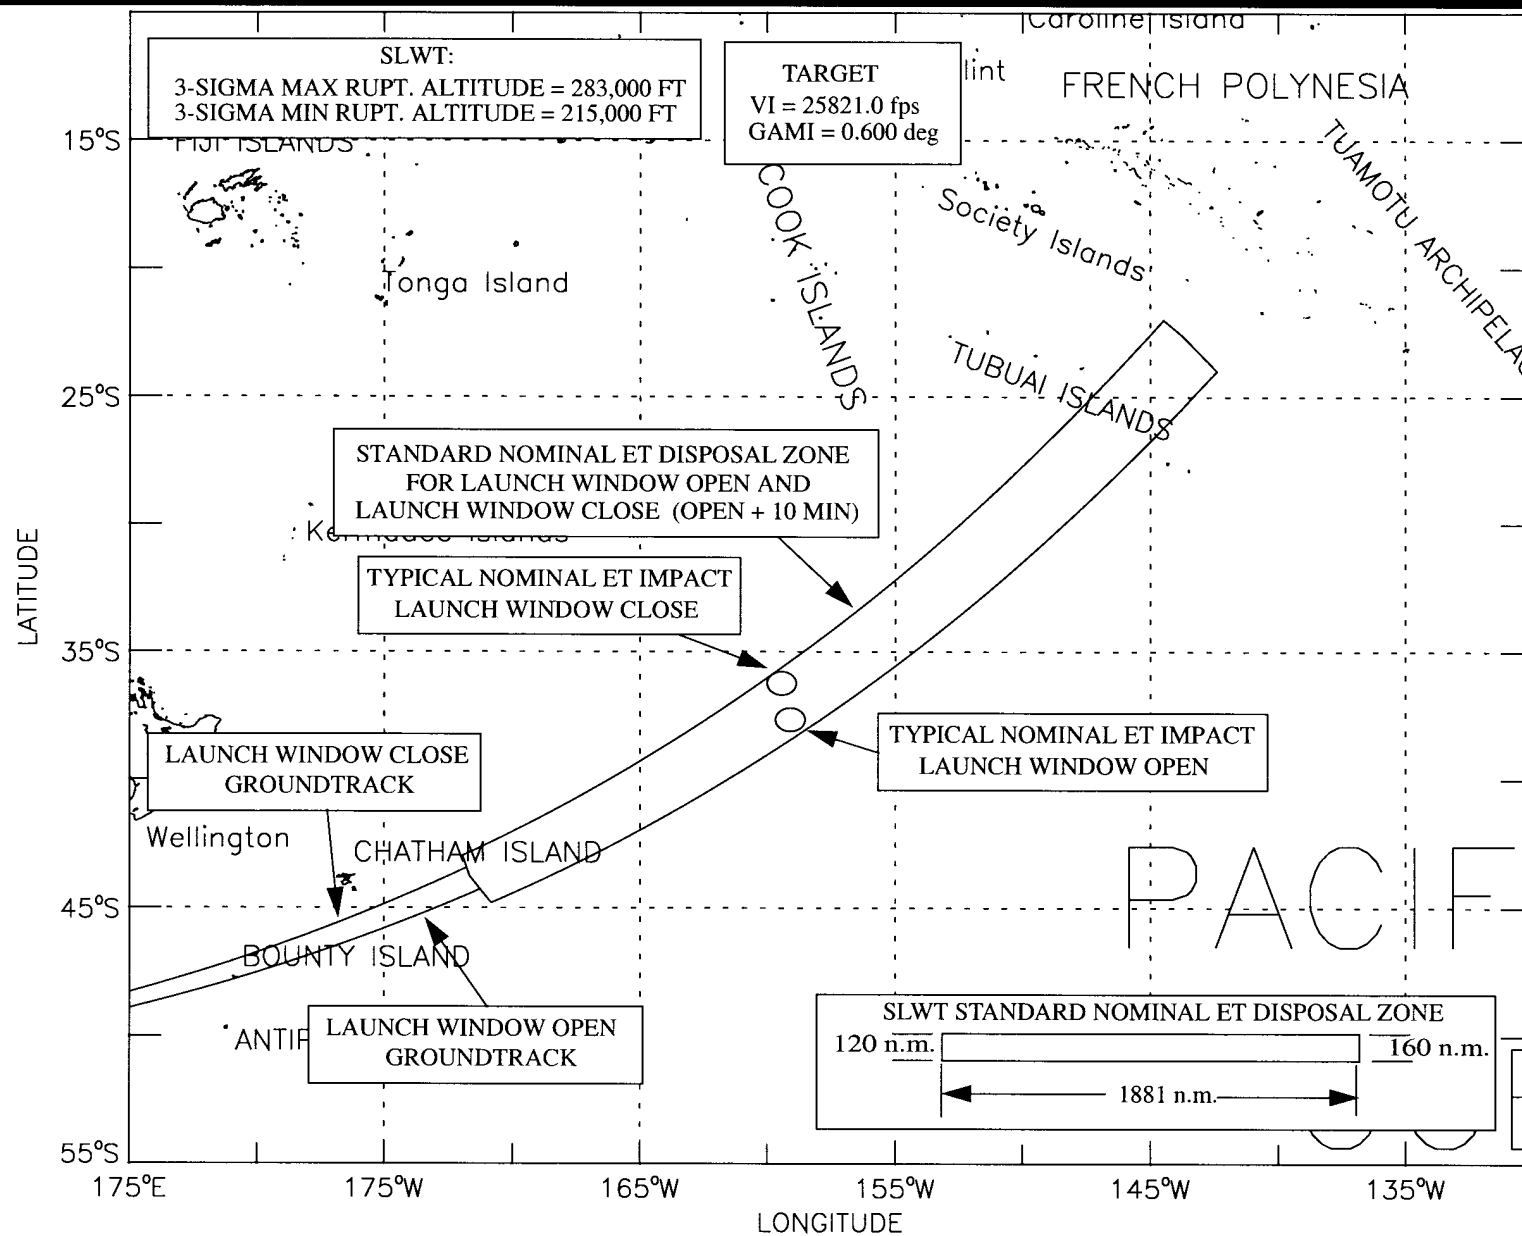 Caroline Island
SLWT:
3-SIGMA MAX RUPT. ALTITUDE = 283,000 FT
3-SIGMA MIN RUPT. ALTITUDE = 215,000 FT
TARGET
VI = 25821.0 fps
GAMI = 0.600 deg
lint
FRENCH POLYNESIA
15°S
FIJI ISLANDS
TUAMOTU ARCHIPELAG
COOK ISLANDS
Society Islands
Tonga Island
TUBUAI ISLANDS
25°S
STANDARD NOMINAL ET DISPOSAL ZONE
FOR LAUNCH WINDOW OPEN AND
LAUNCH WINDOW CLOSE (OPEN + 10 MIN)
Kermadec Islands
TYPICAL NOMINAL ET IMPACT
LAUNCH WINDOW CLOSE
LATITUDE
35°S
TYPICAL NOMINAL ET IMPACT
LAUNCH WINDOW OPEN
LAUNCH WINDOW CLOSE
GROUNDTRACK
Wellington
CHATHAM ISLAND
45°S
PACIF
BOUNTY ISLAND
ANTIP
LAUNCH WINDOW OPEN
GROUNDTRACK
SLWT STANDARD NOMINAL ET DISPOSAL ZONE
120 n.m.
160 n.m.
1881 n.m.
55°S
175°E
175°W
165°W
155°W
145°W
135°W
LONGITUDE